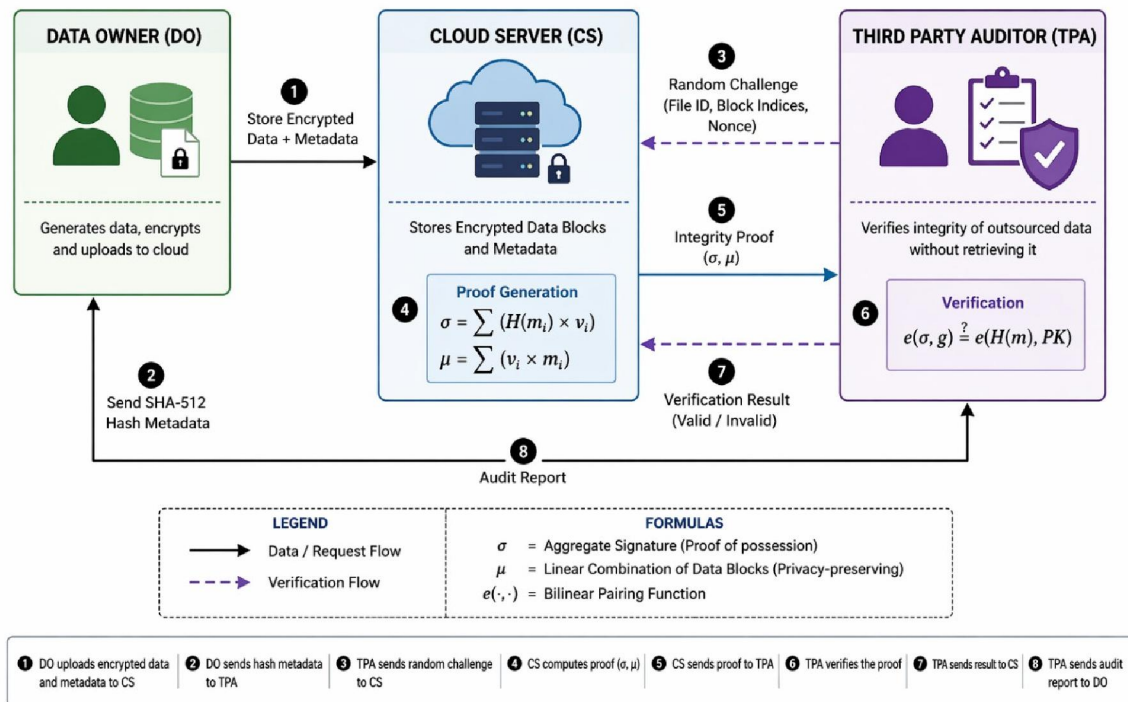 DATA OWNER (DO)
Generates data, encrypts
and uploads to cloud
1
Store Encrypted
Data + Metadata
CLOUD SERVER (CS)
Stores Encrypted Data Blocks
and Metadata
4
Proof Generation
σ = ∑ (H(mᵢ) × νᵢ)
μ = ∑ (νᵢ × mᵢ)
3
Random Challenge
(File ID, Block Indices,
Nonce)
5
Integrity Proof
(σ, μ)
7
Verification Result
(Valid / Invalid)
THIRD PARTY AUDITOR (TPA)
Verifies integrity of outsourced data
without retrieving it
6
Verification
e(σ, g) ≟ e(H(m), PK)
2
Send SHA-512
Hash Metadata
8
Audit Report
LEGEND
Data / Request Flow
Verification Flow
FORMULAS
σ = Aggregate Signature (Proof of possession)
μ = Linear Combination of Data Blocks (Privacy-preserving)
e(·,·) = Bilinear Pairing Function
1 DO uploads encrypted data
and metadata to CS
2 DO sends hash metadata
to TPA
3 TPA sends random challenge
to CS
4 CS computes proof (σ, μ)
5 CS sends proof to TPA
6 TPA verifies the proof
7 TPA sends result to CS
8 TPA sends audit
report to DO